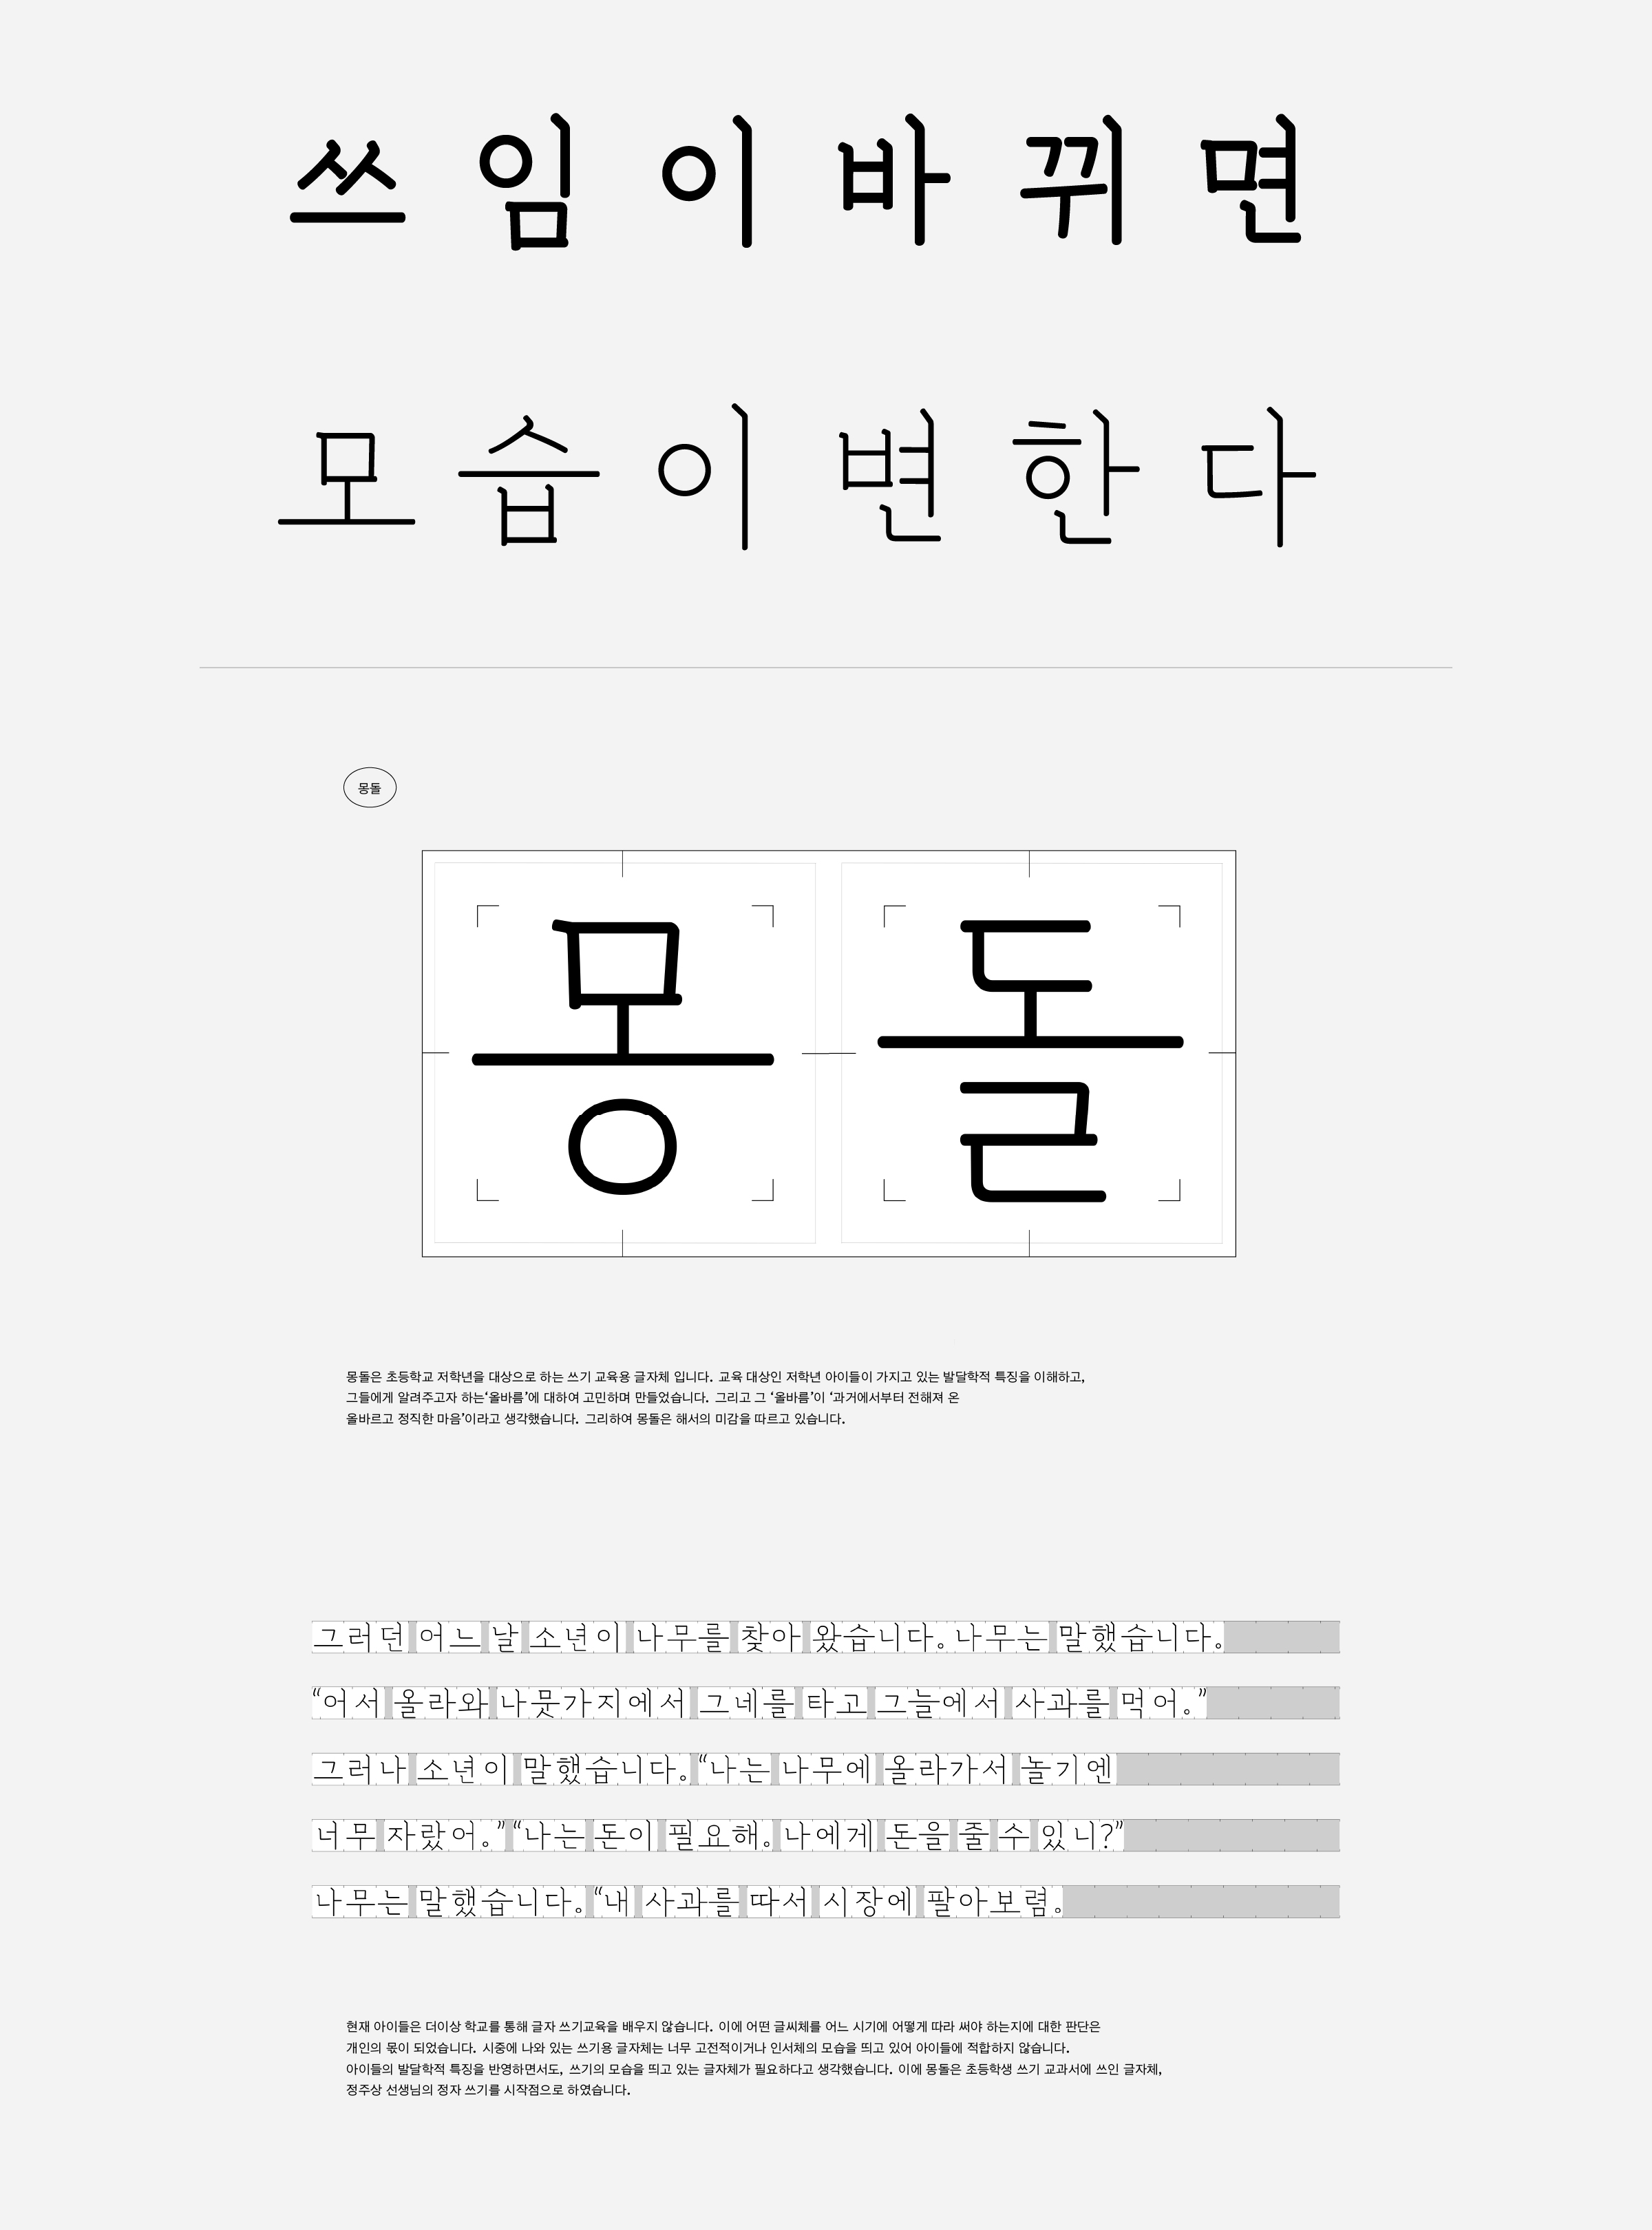 쓰임이바뀌면
모습이변한다
몽돌
몽돌
몽돌은 초등학교 저학년을 대상으로 하는 쓰기 교육용 글자체 입니다. 교육 대상인 저학년 아이들이 가지고 있는 발달학적 특징을 이해하고,
그들에게 알려주고자 하는‘올바름’에 대하여 고민하며 만들었습니다. 그리고 그 ‘올바름’이 ‘과거에서부터 전해져 온
올바르고 정직한 마음’이라고 생각했습니다. 그리하여 몽돌은 해서의 미감을 따르고 있습니다.
그러던 어느 날 소년이 나무를 찾아 왔습니다. 나무는 말했습니다.
“어서 올라와 나뭇가지에서 그네를 타고 그늘에서 사과를 먹어.”
그러나 소년이 말했습니다. “나는 나무에 올라가서 놀기엔
너무 자랐어.” “나는 돈이 필요해. 나에게 돈을 줄 수 있니?”
나무는 말했습니다. “내 사과를 따서 시장에 팔아보렴.
현재 아이들은 더이상 학교를 통해 글자 쓰기교육을 배우지 않습니다. 이에 어떤 글씨체를 어느 시기에 어떻게 따라 써야 하는지에 대한 판단은
개인의 몫이 되었습니다. 시중에 나와 있는 쓰기용 글자체는 너무 고전적이거나 인서체의 모습을 띄고 있어 아이들에 적합하지 않습니다.
아이들의 발달학적 특징을 반영하면서도, 쓰기의 모습을 띄고 있는 글자체가 필요하다고 생각했습니다. 이에 몽돌은 초등학생 쓰기 교과서에 쓰인 글자체,
정주상 선생님의 정자 쓰기를 시작점으로 하였습니다.